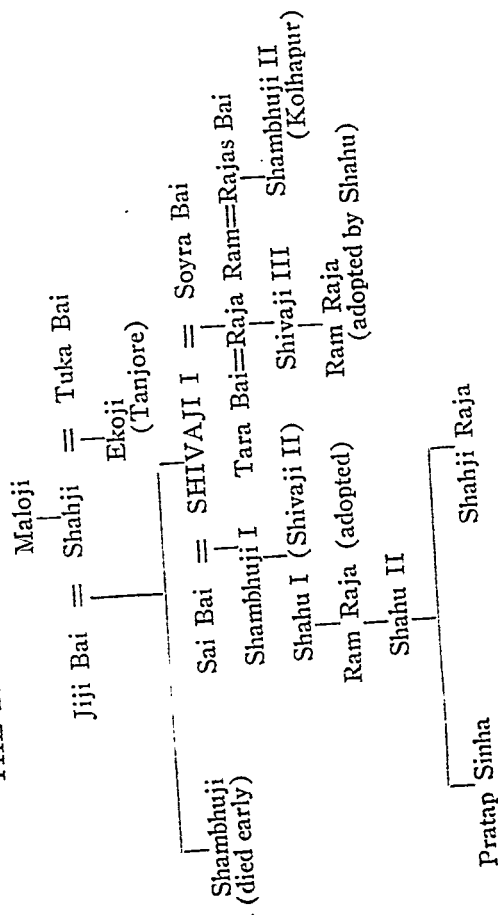 Maloji
Jiji Bai = Shahji = Tuka Bai
Ekoji
(Tanjore)
Shambhuji
(died early)
Sai Bai = SHIVAJI I = Soyra Bai
Shambhuji I
Tara Bai=Raja Ram=Rajas Bai
Shahu I (Shivaji II)
Shivaji III
Shambhuji II
(Kolhapur)
Ram Raja (adopted)
Ram Raja
(adopted by Shahu)
Shahu II
Pratap Sinha
Shahji Raja